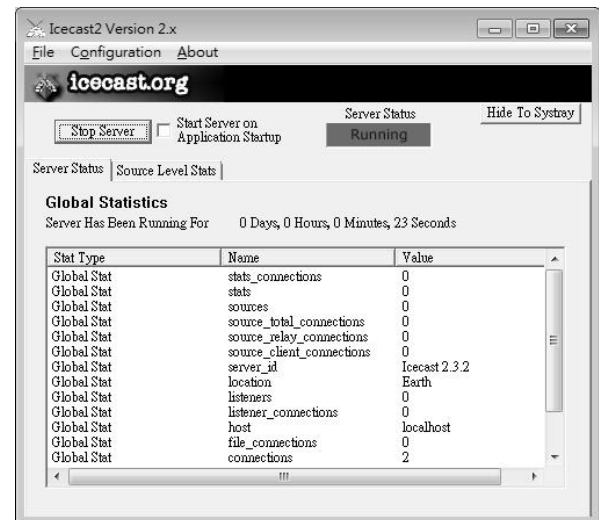 Icecast2 Version 2.x
File Configuration About
icecast.org
Stop Server
Start Server on
Application Startup
Server Status
Running
Hide To Systray
Server Status Source Level Stats
Global Statistics
Server Has Been Running For 0 Days, 0 Hours, 0 Minutes, 23 Seconds
Stat Type Name Value
Global Stat stats_connections 0
Global Stat stats 0
Global Stat sources 0
Global Stat source_total_connections 0
Global Stat source_relay_connections 0
Global Stat source_client_connections 0
Global Stat server_id Icecast 2.3.2
Global Stat location Earth
Global Stat listeners 0
Global Stat listener_connections 0
Global Stat host localhost
Global Stat file_connections 0
Global Stat connections 2